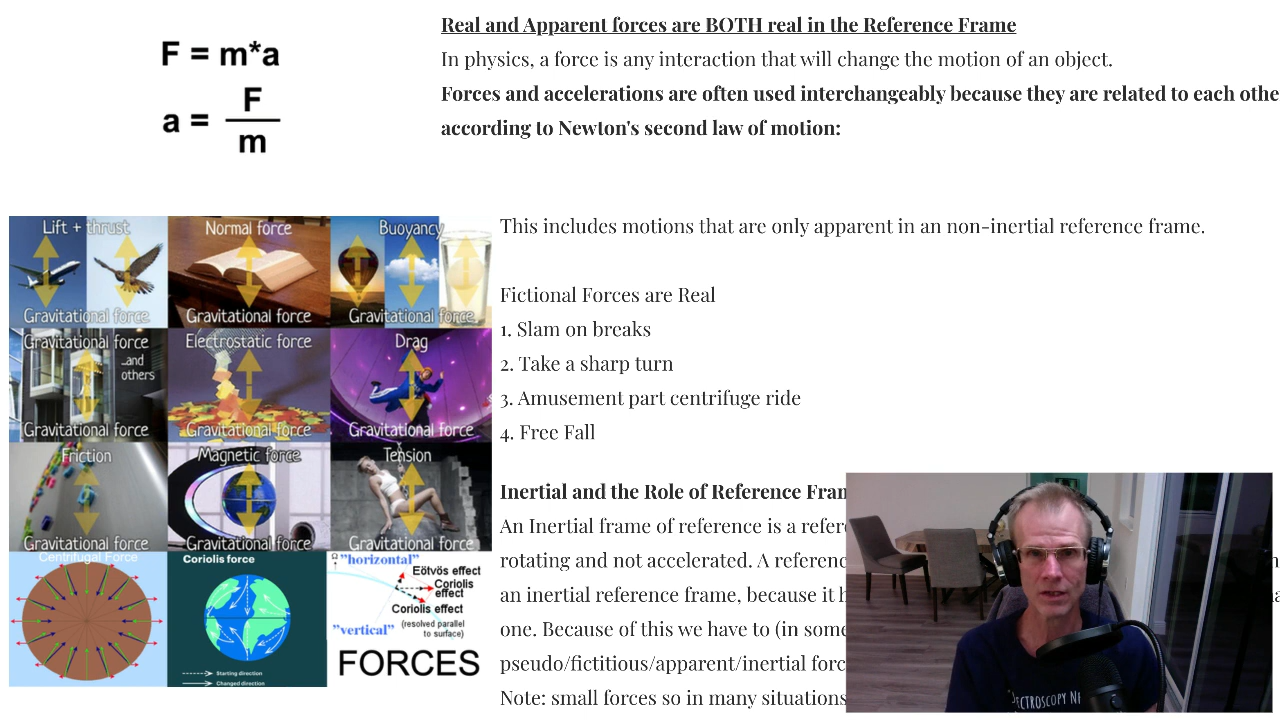 F = m*a
a = F
m
Real and Apparent forces are BOTH real in the Reference Frame
In physics, a force is any interaction that will change the motion of an object.
Forces and accelerations are often used interchangeably because they are related to each othe
according to Newton's second law of motion:
Lift + thrust
Gravitational force
Normal force
Gravitational force
Buoyancy
Gravitational force
Gravitational force
...and
others
Gravitational force
Electrostatic force
Gravitational force
Drag
Gravitational force
Friction
Gravitational force
Magnetic force
Gravitational force
Tension
Gravitational force
Centrifugal Force
Coriolis force
Starting direction
Changed direction
Ω "horizontal"
Eötvös effect
Coriolis
effect
Coriolis effect
"vertical"
(resolved parallel
to surface)
FORCES
This includes motions that are only apparent in an non-inertial reference frame.
Fictional Forces are Real
1. Slam on breaks
2. Take a sharp turn
3. Amusement part centrifuge ride
4. Free Fall
Inertial and the Role of Reference Fran
An Inertial frame of reference is a refere
rotating and not accelerated. A referenc
an inertial reference frame, because it h
one. Because of this we have to (in some
pseudo/fictitious/apparent/inertial forc
Note: small forces so in many situations